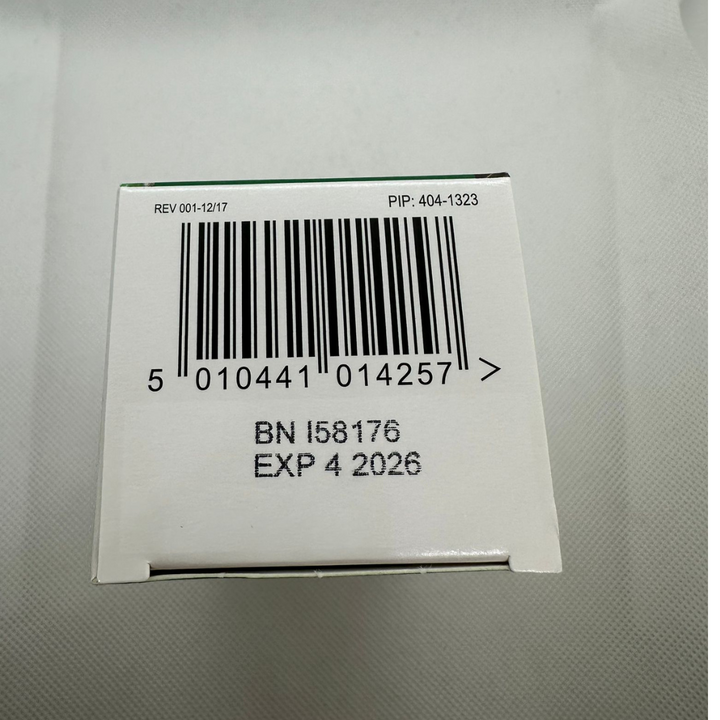 REV 001-12/17
PIP: 404-1323
5 010441 014257 >
BN I58176
EXP 4 2026